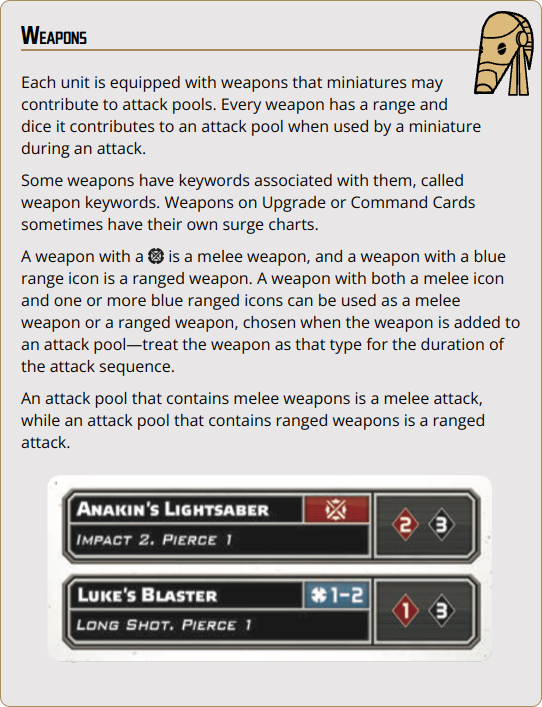 Weapons
Each unit is equipped with weapons that miniatures may
contribute to attack pools. Every weapon has a range and
dice it contributes to an attack pool when used by a miniature
during an attack.
Some weapons have keywords associated with them, called
weapon keywords. Weapons on Upgrade or Command Cards
sometimes have their own surge charts.
A weapon with a is a melee weapon, and a weapon with a blue
range icon is a ranged weapon. A weapon with both a melee icon
and one or more blue ranged icons can be used as a melee
weapon or a ranged weapon, chosen when the weapon is added to
an attack pool—treat the weapon as that type for the duration of
the attack sequence.
An attack pool that contains melee weapons is a melee attack,
while an attack pool that contains ranged weapons is a ranged
attack.
Anakin's Lightsaber 2 3
Impact 2, Pierce 1
Luke's Blaster 1-2 1 3
Long Shot, Pierce 1